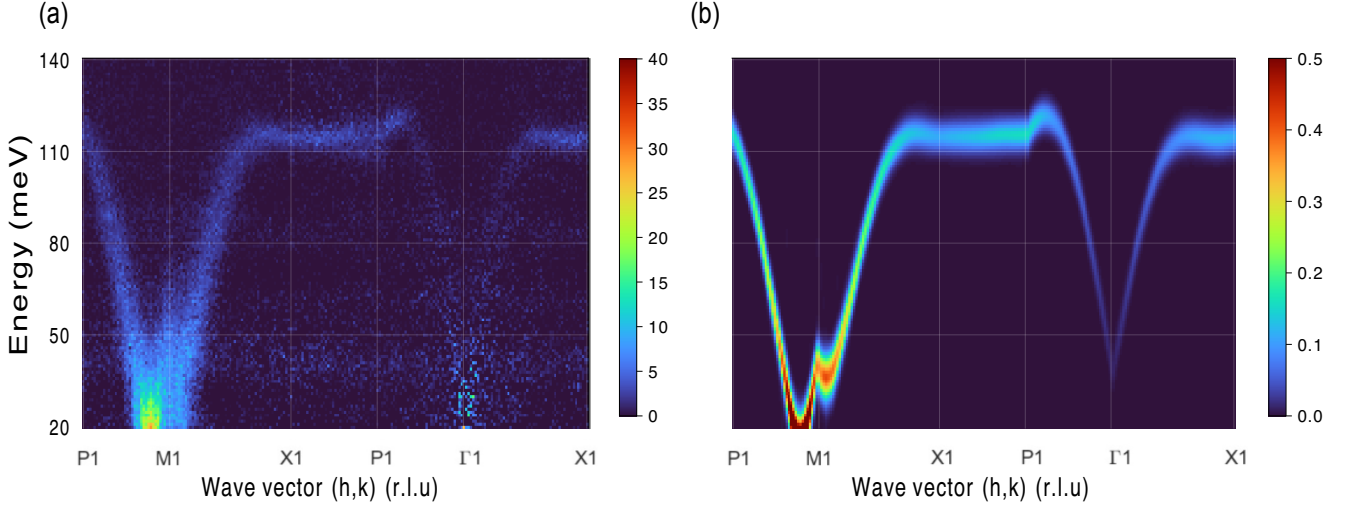 (a)
(b)
140
110
80
50
20
Energy (meV)
P1 M1 X1 P1 Γ1 X1
Wave vector (h,k) (r.l.u)
40
35
30
25
20
15
10
5
0
P1 M1 X1 P1 Γ1 X1
Wave vector (h,k) (r.l.u)
0.5
0.4
0.3
0.2
0.1
0.0